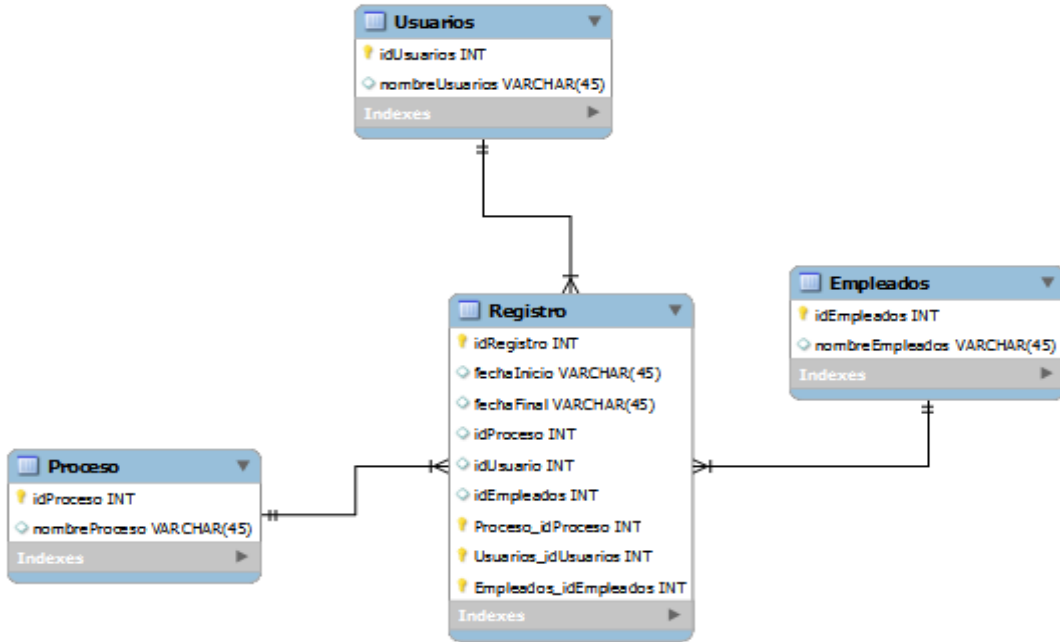 Usuarios
idUsuarios INT
nombreUsuarios VARCHAR(45)
Indexes
Empleados
idEmpleados INT
nombreEmpleados VARCHAR(45)
Indexes
Registro
idRegistro INT
fechaInicio VARCHAR(45)
fechaFinal VARCHAR(45)
idProceso INT
idUsuario INT
idEmpleados INT
Proceso_idProceso INT
Usuarios_idUsuarios INT
Empleados_idEmpleados INT
Indexes
Proceso
idProceso INT
nombreProceso VARCHAR(45)
Indexes